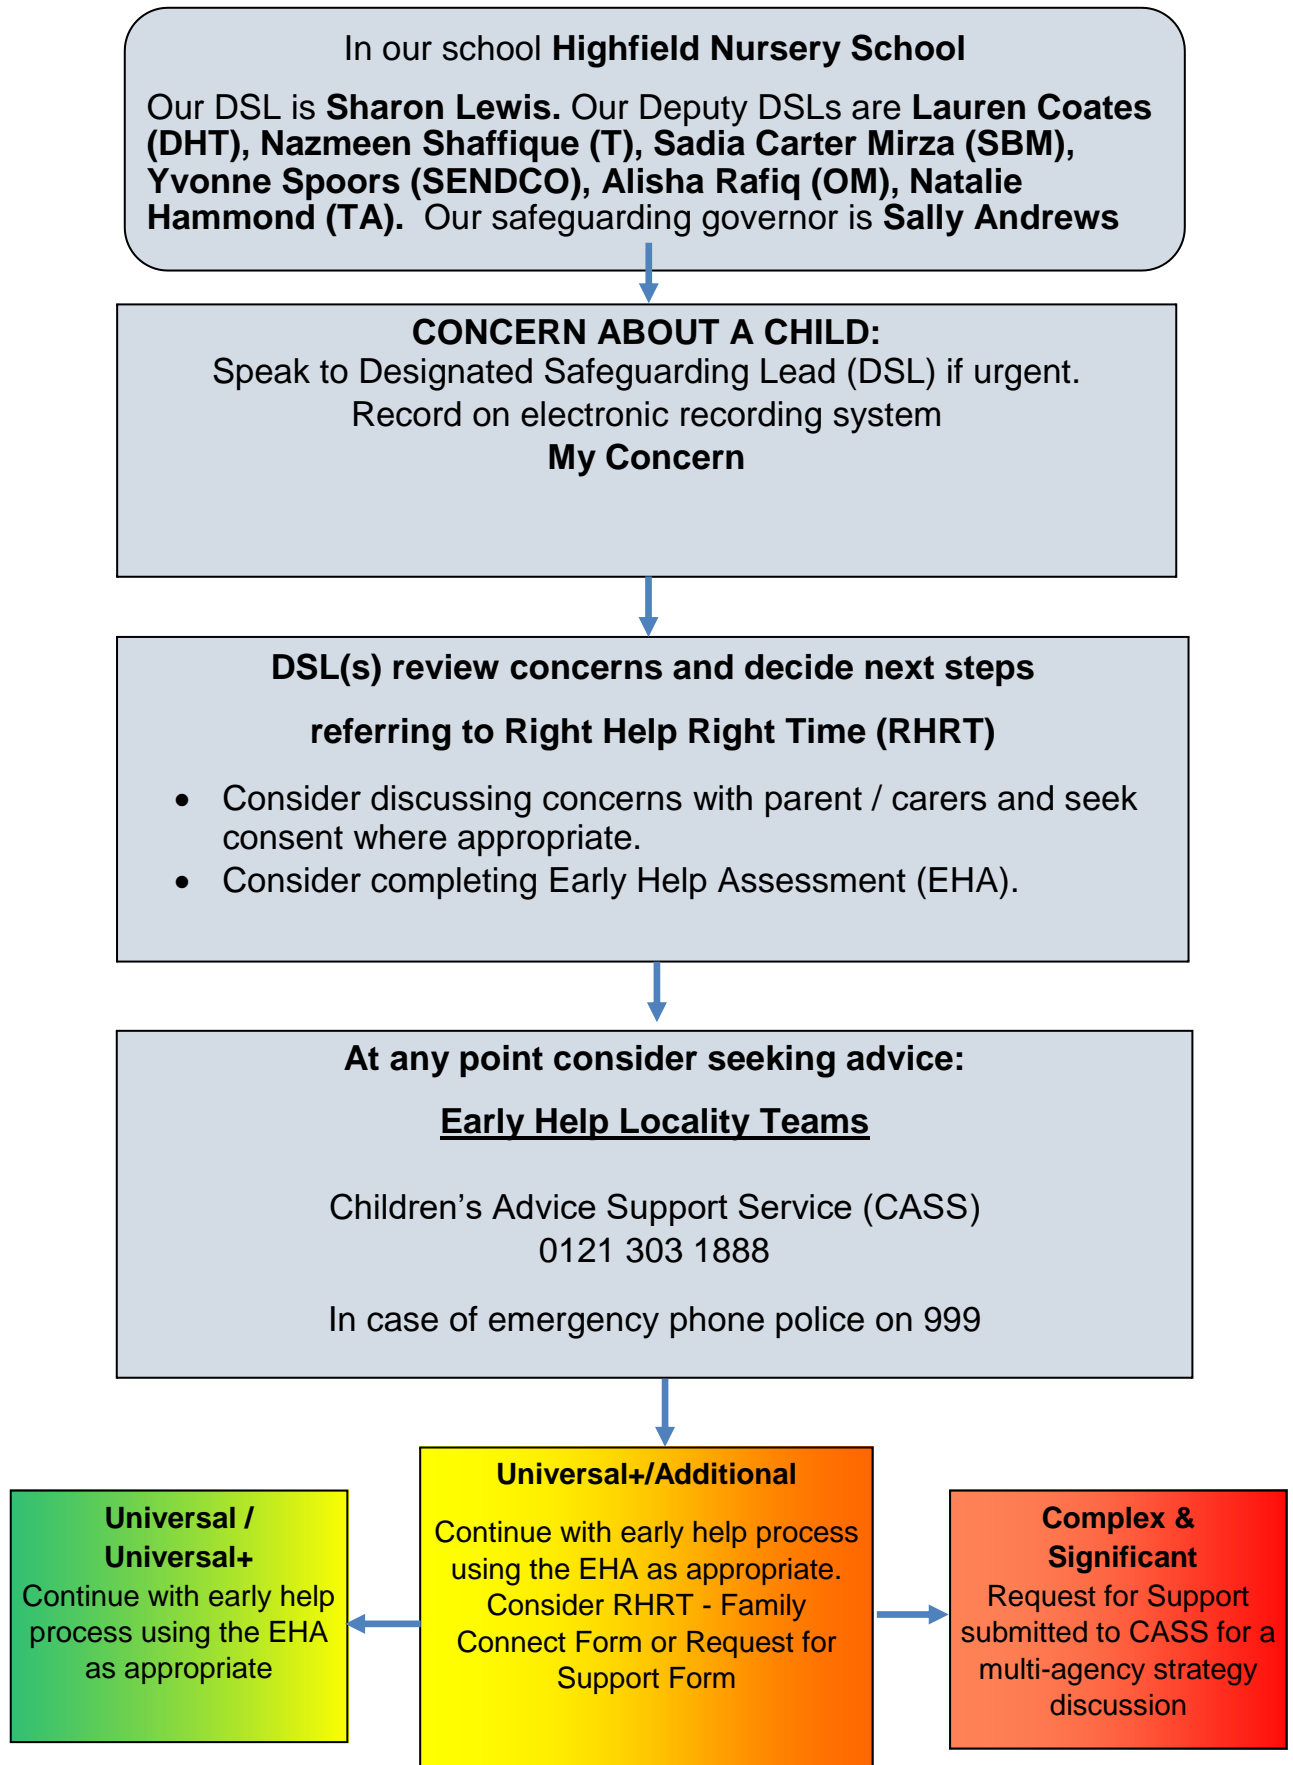 In our school Highfield Nursery School
Our DSL is Sharon Lewis. Our Deputy DSLs are Lauren Coates
(DHT), Nazmeen Shaffique (T), Sadia Carter Mirza (SBM),
Yvonne Spoors (SENDCO), Alisha Rafiq (OM), Natalie
Hammond (TA). Our safeguarding governor is Sally Andrews
CONCERN ABOUT A CHILD:
Speak to Designated Safeguarding Lead (DSL) if urgent.
Record on electronic recording system
My Concern
DSL(s) review concerns and decide next steps
referring to Right Help Right Time (RHRT)
• Consider discussing concerns with parent / carers and seek
consent where appropriate.
• Consider completing Early Help Assessment (EHA).
At any point consider seeking advice:
Early Help Locality Teams
Children’s Advice Support Service (CASS)
0121 303 1888
In case of emergency phone police on 999
Universal /
Universal+
Continue with early help
process using the EHA
as appropriate
Universal+/Additional
Continue with early help process
using the EHA as appropriate.
Consider RHRT - Family
Connect Form or Request for
Support Form
Complex &
Significant
Request for Support
submitted to CASS for a
multi-agency strategy
discussion